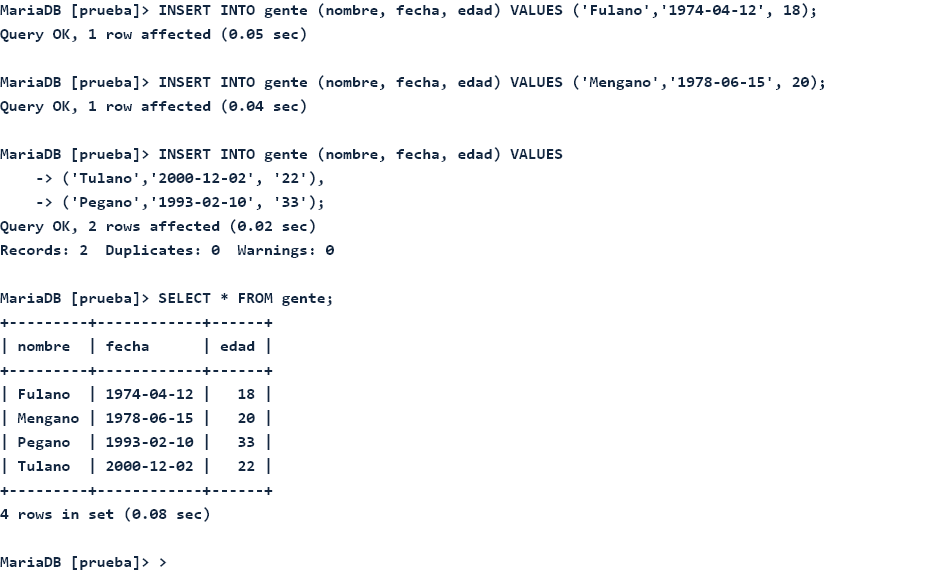 MariaDB [prueba]> INSERT INTO gente (nombre, fecha, edad) VALUES ('Fulano','1974-04-12', 18);
Query OK, 1 row affected (0.05 sec)

MariaDB [prueba]> INSERT INTO gente (nombre, fecha, edad) VALUES ('Mengano','1978-06-15', 20);
Query OK, 1 row affected (0.04 sec)

MariaDB [prueba]> INSERT INTO gente (nombre, fecha, edad) VALUES
    -> ('Tulano','2000-12-02', '22'),
    -> ('Pegano','1993-02-10', '33');
Query OK, 2 rows affected (0.02 sec)
Records: 2  Duplicates: 0  Warnings: 0

MariaDB [prueba]> SELECT * FROM gente;
+---------+------------+------+
| nombre  | fecha      | edad |
+---------+------------+------+
| Fulano  | 1974-04-12 |   18 |
| Mengano | 1978-06-15 |   20 |
| Pegano  | 1993-02-10 |   33 |
| Tulano  | 2000-12-02 |   22 |
+---------+------------+------+
4 rows in set (0.08 sec)

MariaDB [prueba]> >